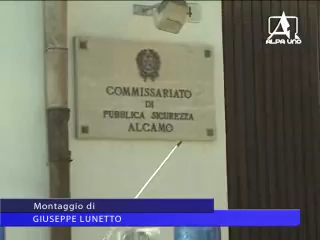 ALPA UNO
COMMISSARIATO
DI
PUBBLICA SICUREZZA
ALCAMO
Montaggio di
GIUSEPPE LUNETTO